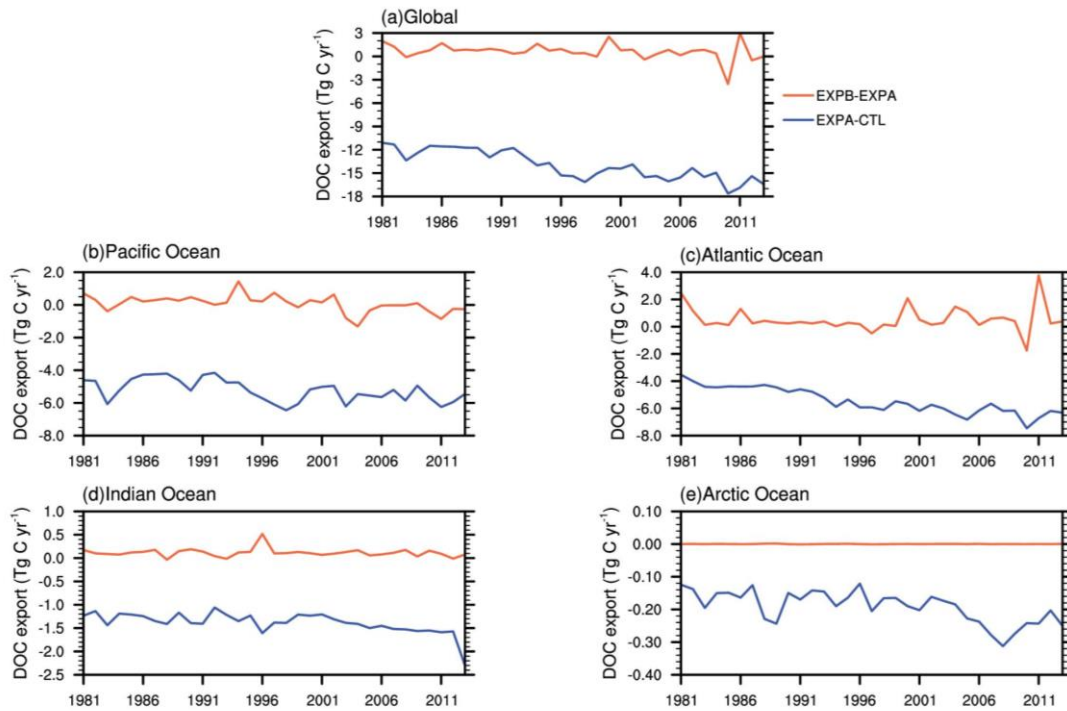 (a)Global
DOC export (Tg C yr⁻¹)
3
0
-3
-6
-9
-12
-15
-18
1981 1986 1991 1996 2001 2006 2011
EXPB-EXPA
EXPA-CTL
(b)Pacific Ocean
DOC export (Tg C yr⁻¹)
2.0
0.0
-2.0
-4.0
-6.0
-8.0
1981 1986 1991 1996 2001 2006 2011
(c)Atlantic Ocean
DOC export (Tg C yr⁻¹)
4.0
2.0
0.0
-2.0
-4.0
-6.0
-8.0
1981 1986 1991 1996 2001 2006 2011
(d)Indian Ocean
DOC export (Tg C yr⁻¹)
1.0
0.5
0.0
-0.5
-1.0
-1.5
-2.0
-2.5
1981 1986 1991 1996 2001 2006 2011
(e)Arctic Ocean
DOC export (Tg C yr⁻¹)
0.10
0.00
-0.10
-0.20
-0.30
-0.40
1981 1986 1991 1996 2001 2006 2011